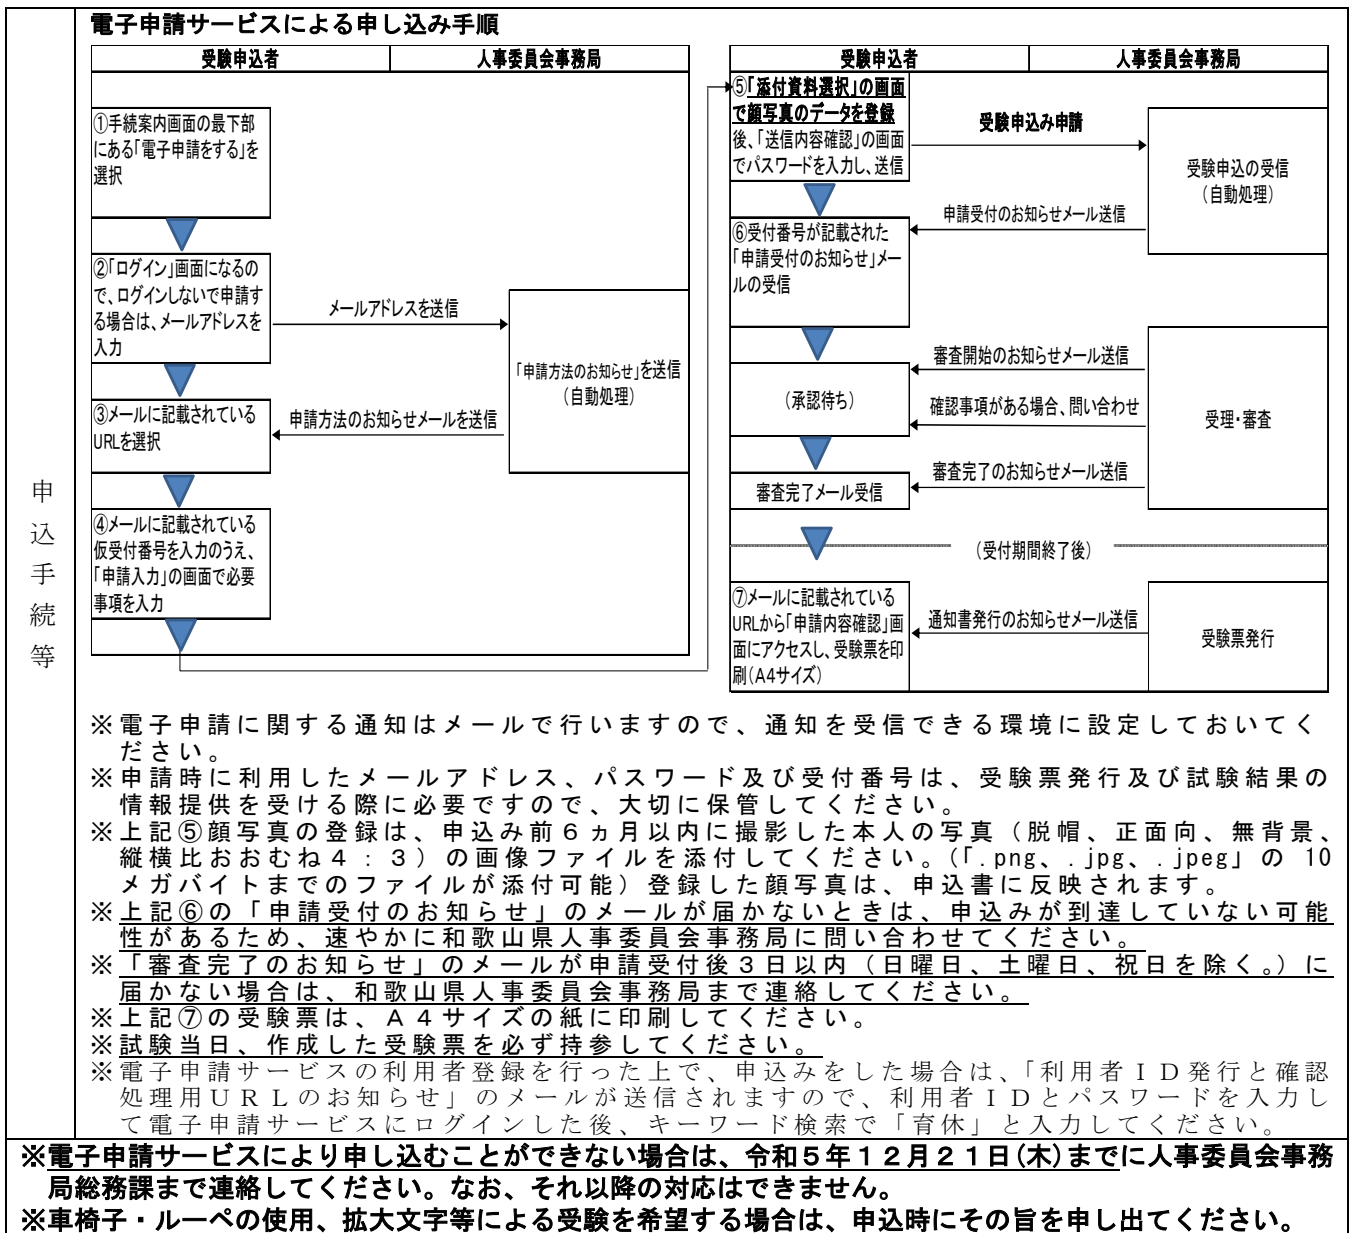 電子申請サービスによる申し込み手順
受験申込者
人事委員会事務局
①手続案内画面の最下部
にある「電子申請をする」を
選択
②「ログイン」画面になるの
で、ログインしないで申請す
る場合は、メールアドレスを
入力
メールアドレスを送信
「申請方法のお知らせ」を送信
（自動処理）
申請方法のお知らせメールを送信
③メールに記載されている
URLを選択
④メールに記載されている
仮受付番号を入力のうえ、
「申請入力」の画面で必要
事項を入力
受験申込者
人事委員会事務局
⑤「添付資料選択」の画面
で顔写真のデータを登録
後、「送信内容確認」の画面
でパスワードを入力し、送信
受験申込み申請
受験申込の受信
（自動処理）
申請受付のお知らせメール送信
⑥受付番号が記載された
「申請受付のお知らせ」メー
ルの受信
審査開始のお知らせメール送信
（承認待ち）
確認事項がある場合、問い合わせ
受理・審査
審査完了のお知らせメール送信
審査完了メール受信
（受付期間終了後）
⑦メールに記載されている
URLから「申請内容確認」画
面にアクセスし、受験票を印
刷（A4サイズ）
通知書発行のお知らせメール送信
受験票発行
申込手続等
※電子申請に関する通知はメールで行いますので、通知を受信できる環境に設定しておいてく
ださい。
※申請時に利用したメールアドレス、パスワード及び受付番号は、受験票発行及び試験結果の
情報提供を受ける際に必要ですので、大切に保管してください。
※上記⑤顔写真の登録は、申込み前６ヵ月以内に撮影した本人の写真（脱帽、正面向、無背景、
縦横比おおむね４：３）の画像ファイルを添付してください。（「.png、.jpg、.jpeg」の 10
メガバイトまでのファイルが添付可能）登録した顔写真は、申込書に反映されます。
※上記⑥の「申請受付のお知らせ」のメールが届かないときは、申込みが到達していない可能
性があるため、速やかに和歌山県人事委員会事務局に問い合わせてください。
※「審査完了のお知らせ」のメールが申請受付後３日以内（日曜日、土曜日、祝日を除く。）に
届かない場合は、和歌山県人事委員会事務局まで連絡してください。
※上記⑦の受験票は、Ａ４サイズの紙に印刷してください。
※試験当日、作成した受験票を必ず持参してください。
※電子申請サービスの利用者登録を行った上で、申込みをした場合は、「利用者ＩＤ発行と確認
処理用ＵＲＬのお知らせ」のメールが送信されますので、利用者ＩＤとパスワードを入力し
て電子申請サービスにログインした後、キーワード検索で「育休」と入力してください。
※電子申請サービスにより申し込むことができない場合は、令和５年１２月２１日(木)までに人事委員会事務
局総務課まで連絡してください。なお、それ以降の対応はできません。
※車椅子・ルーペの使用、拡大文字等による受験を希望する場合は、申込時にその旨を申し出てください。